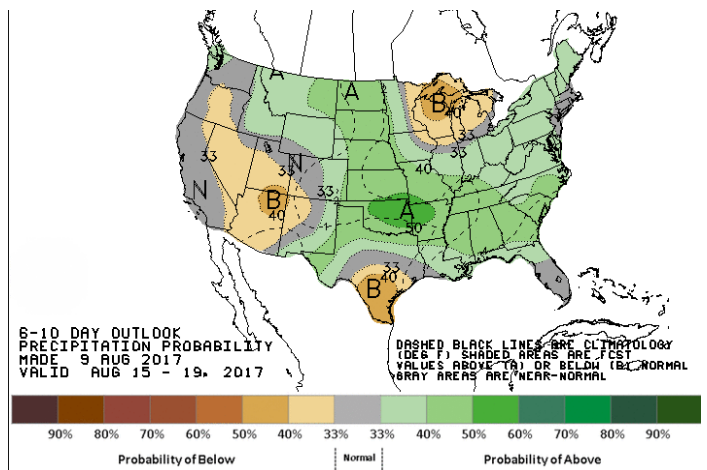 A
A
B
40
33
33
40
33
N
33
33
N
B
40
A
50
33
40
B
6-10 DAY OUTLOOK
PRECIPITATION PROBABILITY
MADE 9 AUG 2017
VALID AUG 15 - 19, 2017
DASHED BLACK LINES ARE CLIMATOLOGY
(DEG F) SHADED AREAS ARE FCST
VALUES ABOVE (A) OR BELOW (B) NORMAL
GRAY AREAS ARE NEAR-NORMAL
90% 80% 70% 60% 50% 40% 33% 33% 40% 50% 60% 70% 80% 90%
Probability of Below Normal Probability of Above